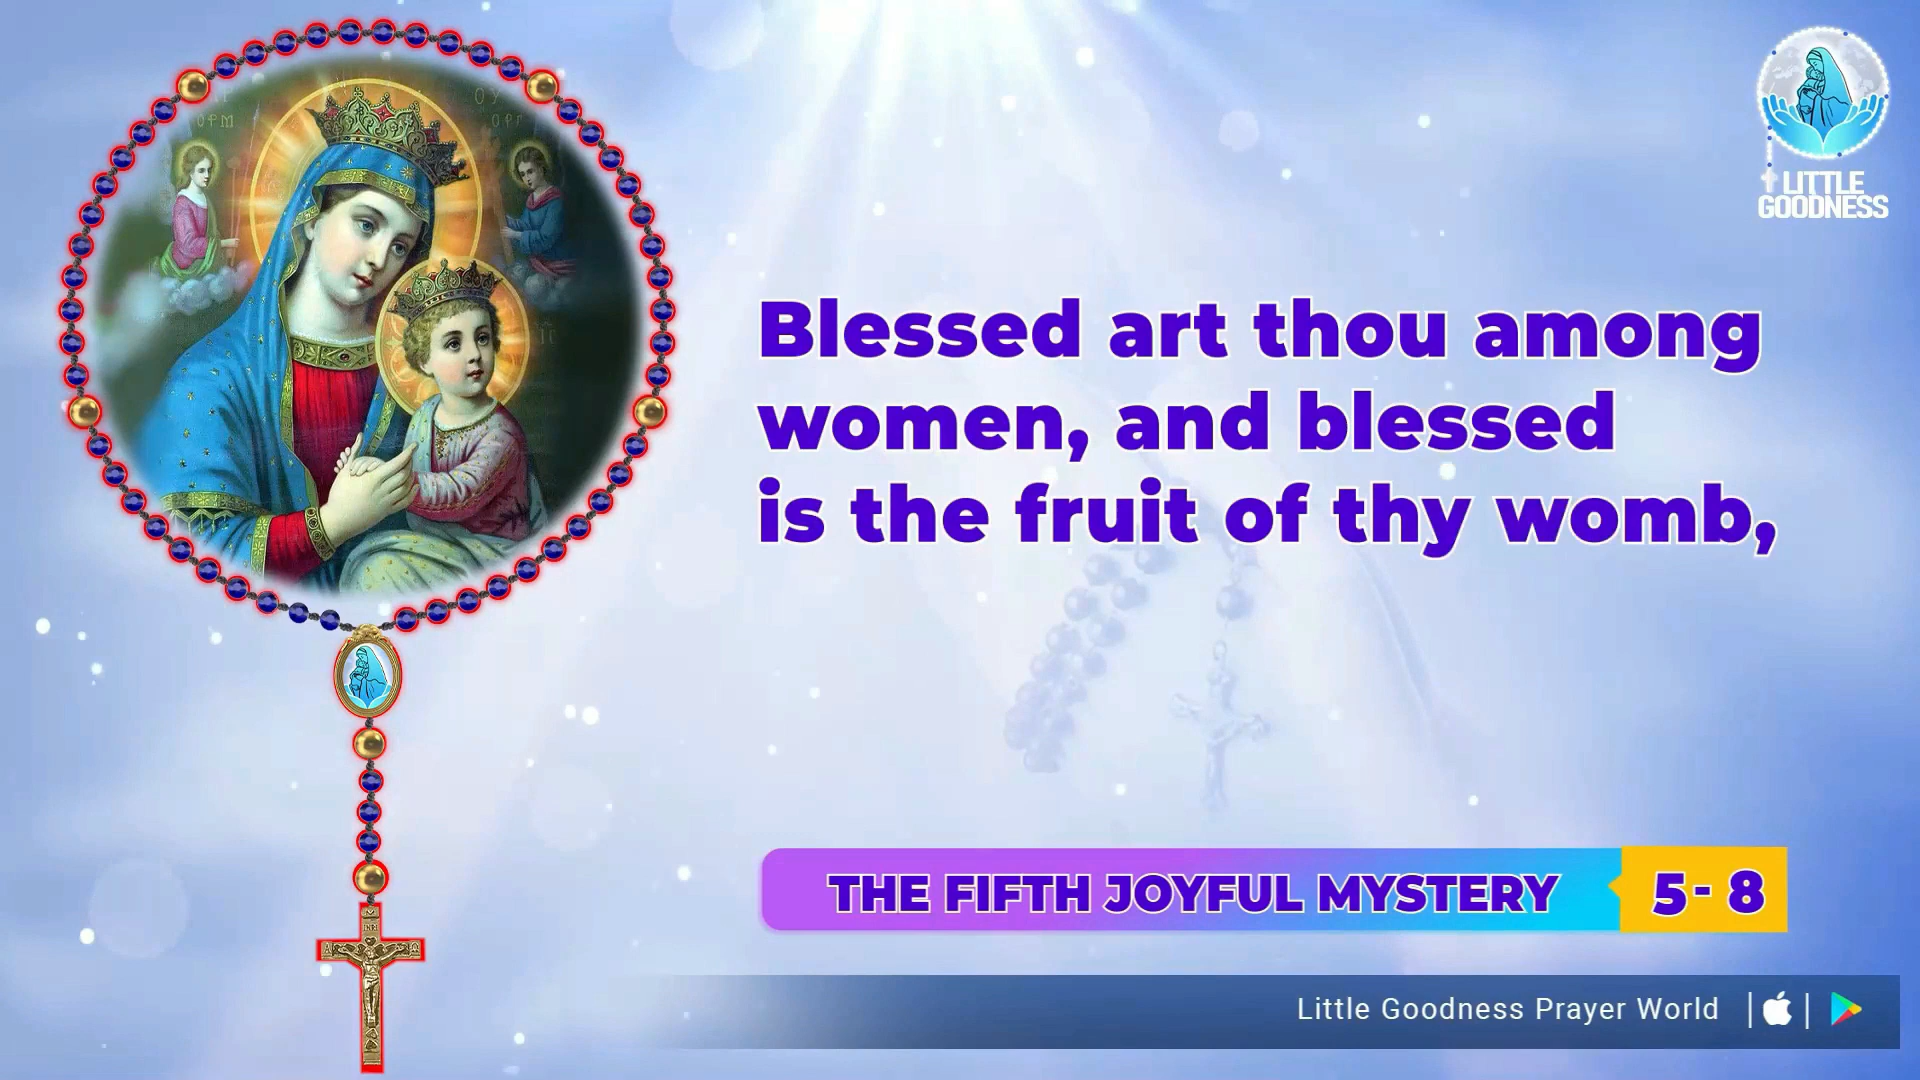 LITTLE
GOODNESS
Blessed art thou among
women, and blessed
is the fruit of thy womb,
THE FIFTH JOYFUL MYSTERY
5- 8
Little Goodness Prayer World
INRI